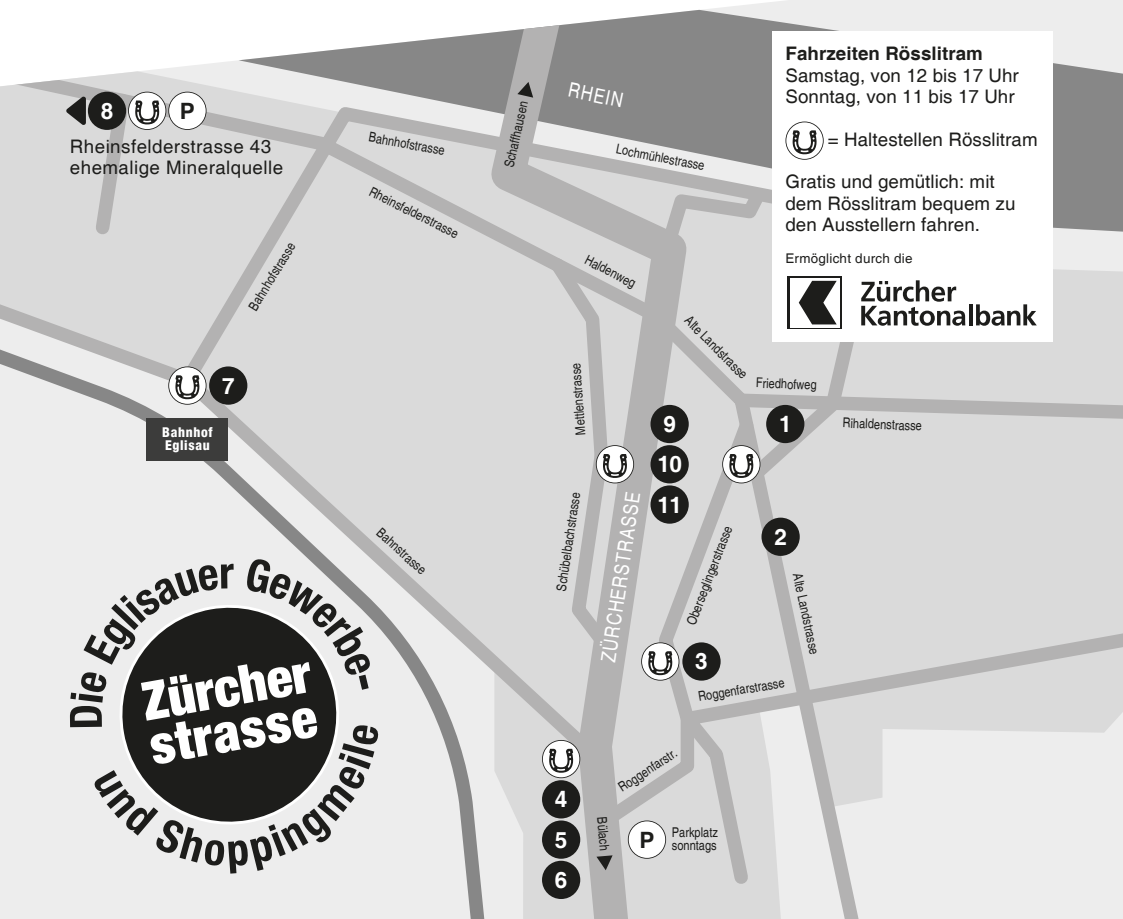 Fahrzeiten Rösslitram
Samstag, von 12 bis 17 Uhr
Sonntag, von 11 bis 17 Uhr
= Haltestellen Rösslitram
Gratis und gemütlich: mit
dem Rösslitram bequem zu
den Ausstellern fahren.
Ermöglicht durch die
Zürcher
Kantonalbank
RHEIN
Schaffhausen
8
P
Rheinsfelderstrasse 43
ehemalige Mineralquelle
Bahnhofstrasse
Lochmühlestrasse
Rheinsfelderstrasse
Bahnhofstrasse
Haldenweg
Alte Landstrasse
Friedhofweg
Rihaldenstrasse
Mettlenstrasse
7
Bahnhof
Eglisau
9
10
11
1
2
Schübelbachstrasse
ZÜRCHERSTRASSE
Oberseglingerstrasse
Alte Landstrasse
Bahnstrasse
3
Roggenfarstrasse
Roggenfarstr.
4
5
6
Bülach
P
Parkplatz
sonntags
Die Eglisauer Gewerbe-
Zürcher
strasse
und Shoppingmeile